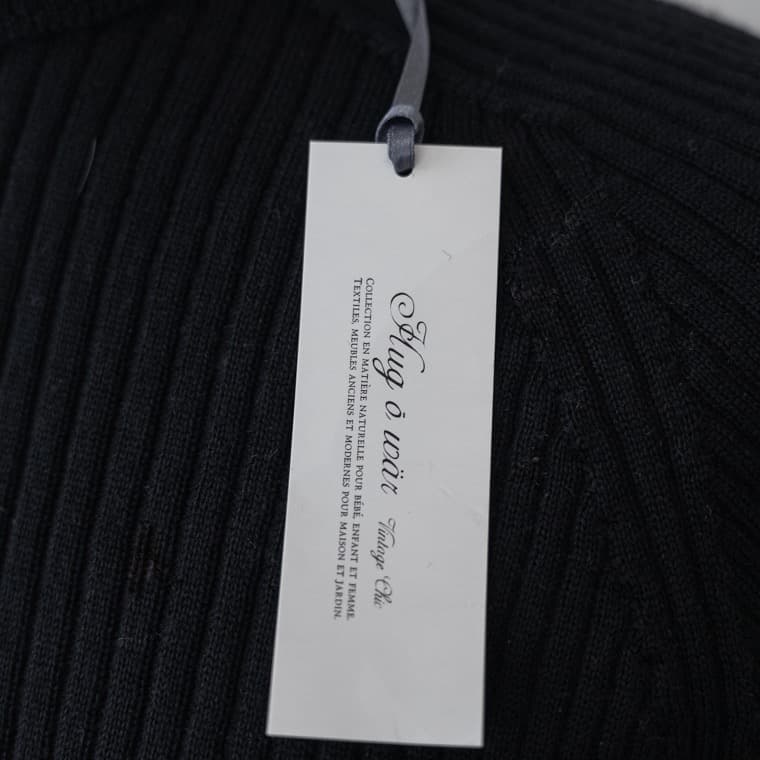 Hug ō, wär Vintage Chic
COLLECTION EN MATIÈRE NATURELLE POUR BÉBÉ, ENFANT ET FEMME.
TEXTILES, MEUBLES ANCIENS ET MODERNES POUR MAISON ET JARDIN.